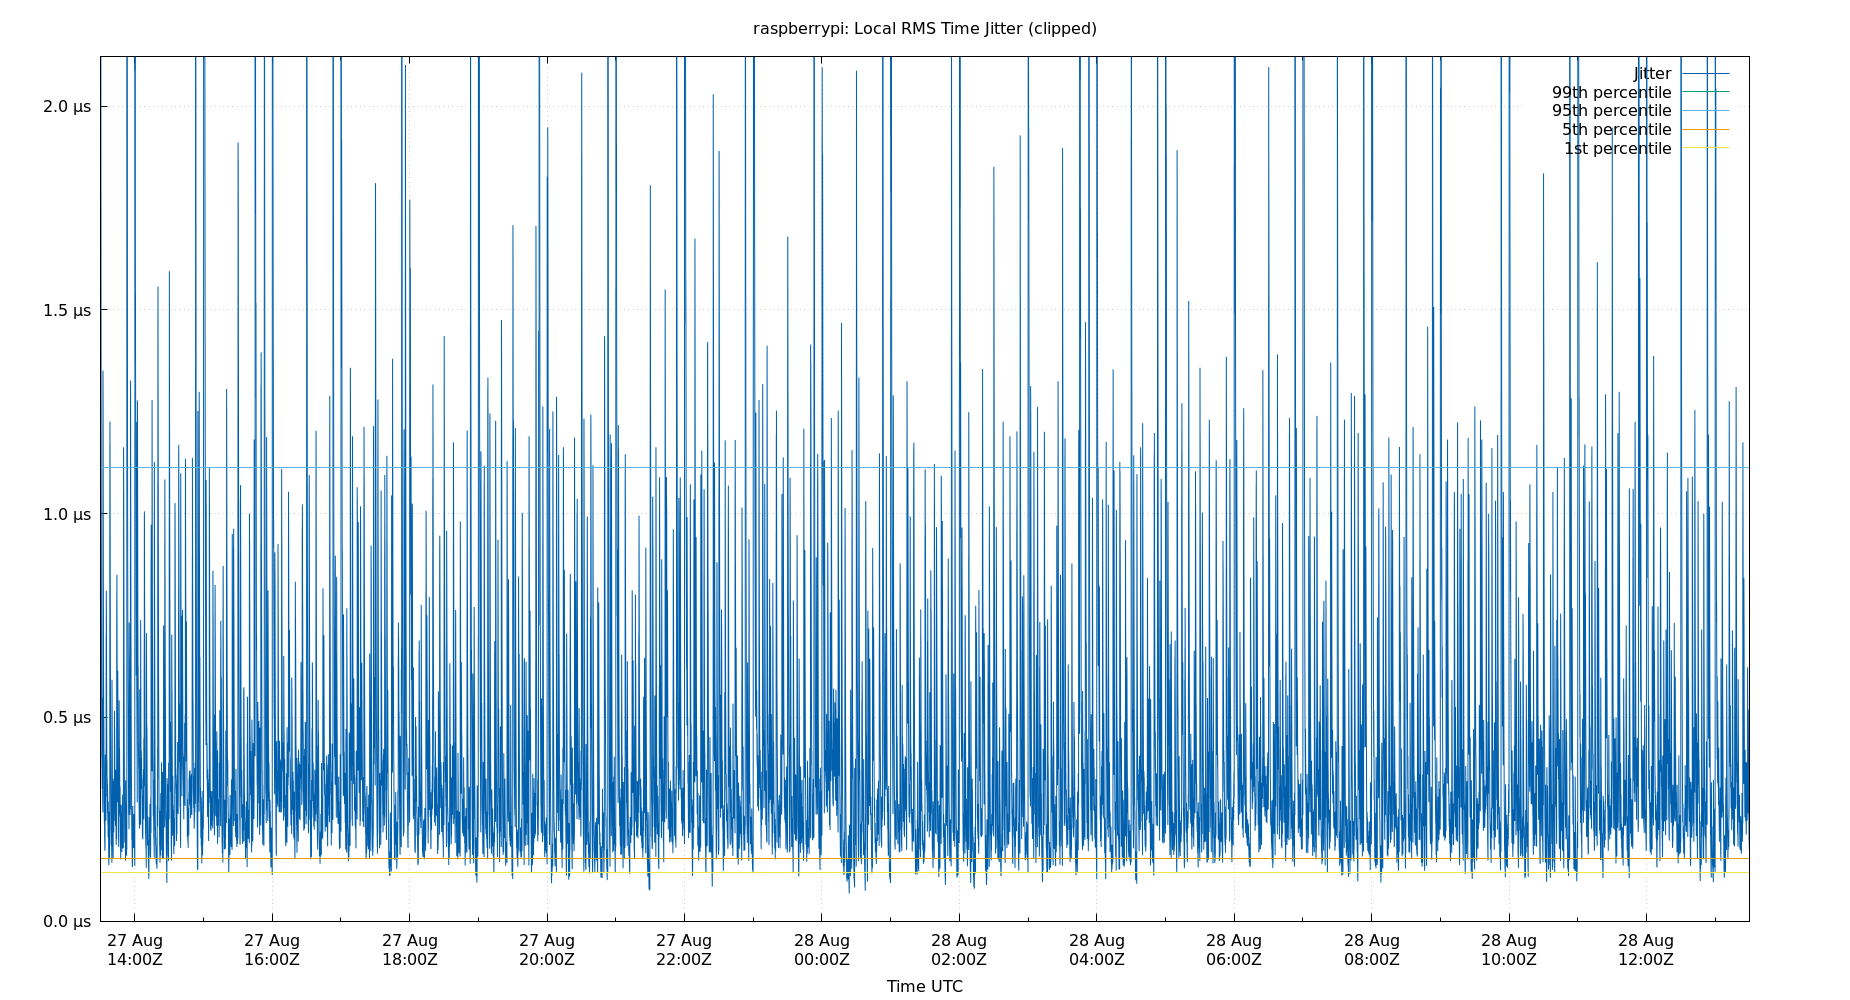 raspberrypi: Local RMS Time Jitter (clipped)
Jitter
99th percentile
95th percentile
5th percentile
1st percentile
2.0 μs
1.5 μs
1.0 μs
0.5 μs
0.0 μs
27 Aug 27 Aug 27 Aug 27 Aug 27 Aug 28 Aug 28 Aug 28 Aug 28 Aug 28 Aug 28 Aug 28 Aug
14:00Z 16:00Z 18:00Z 20:00Z 22:00Z 00:00Z 02:00Z 04:00Z 06:00Z 08:00Z 10:00Z 12:00Z
Time UTC